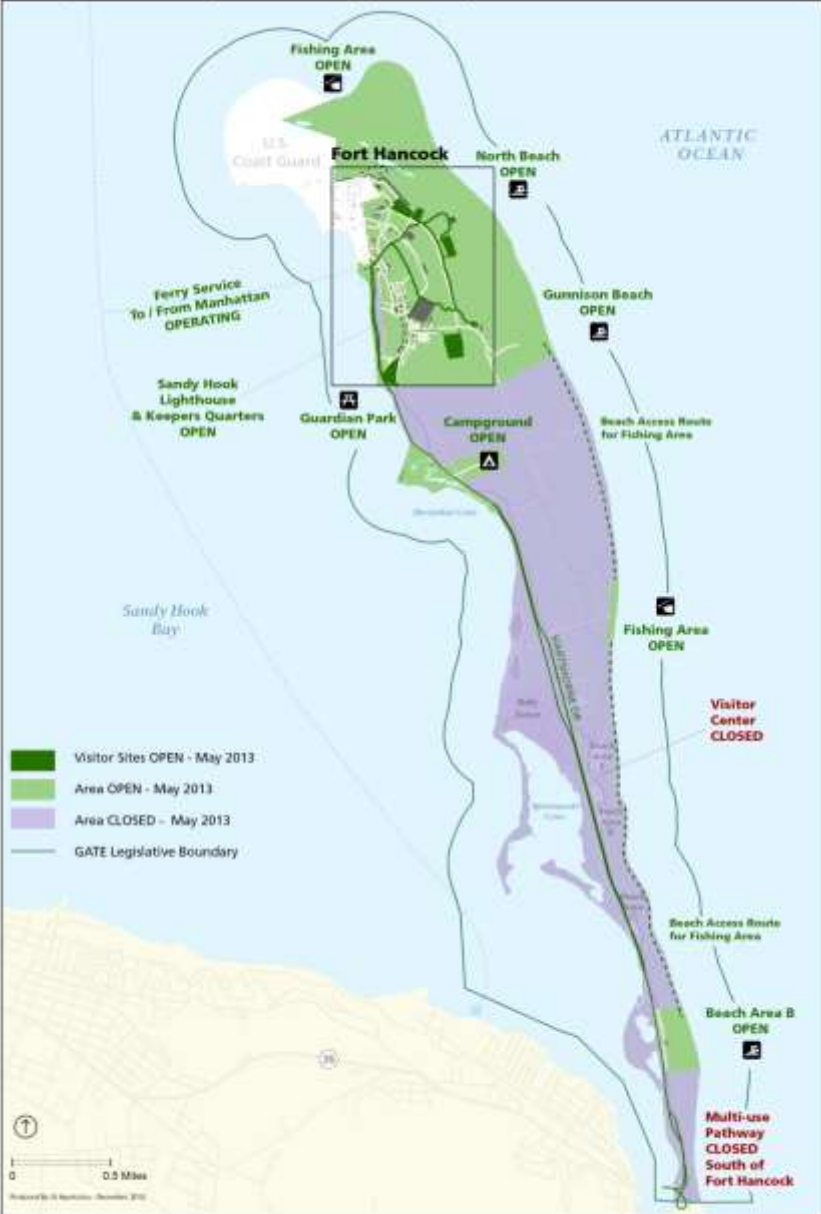 Fishing Area
OPEN
U.S.
Coast Guard
Fort Hancock
North Beach
OPEN
ATLANTIC
OCEAN
Ferry Service
To / From Manhattan
OPERATING
Gunnison Beach
OPEN
Sandy Hook
Lighthouse
& Keepers Quarters
OPEN
Guardian Park
OPEN
Campground
OPEN
Beach Access Route
for Fishing Area
Sandy Hook
Bay
Fishing Area
OPEN
HARTSHORNE DR
Visitor
Center
CLOSED
Visitor Sites OPEN - May 2013
Area OPEN - May 2013
Area CLOSED - May 2013
GATE Legislative Boundary
Beach Access Route
for Fishing Area
Beach Area B
OPEN
36
Multi-use
Pathway
CLOSED
South of
Fort Hancock
0
0.5 Miles